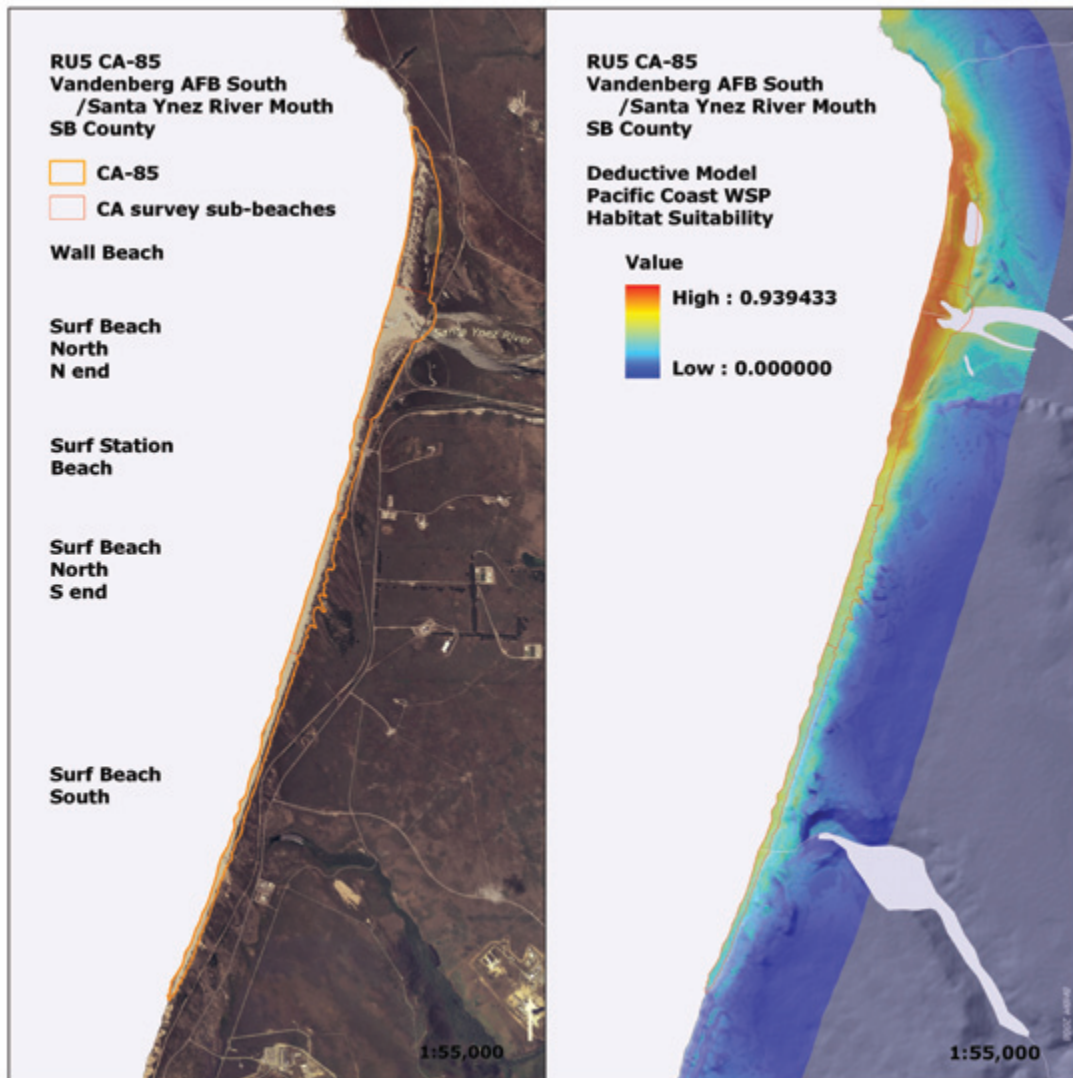 RU5 CA-85
Vandenberg AFB South
/Santa Ynez River Mouth
SB County
CA-85
CA survey sub-beaches
Wall Beach
Surf Beach
North
N end
Santa Ynez River
Surf Station
Beach
Surf Beach
North
S end
Surf Beach
South
1:55,000
RU5 CA-85
Vandenberg AFB South
/Santa Ynez River Mouth
SB County
Deductive Model
Pacific Coast WSP
Habitat Suitability
Value
High : 0.939433
Low : 0.000000
1:55,000